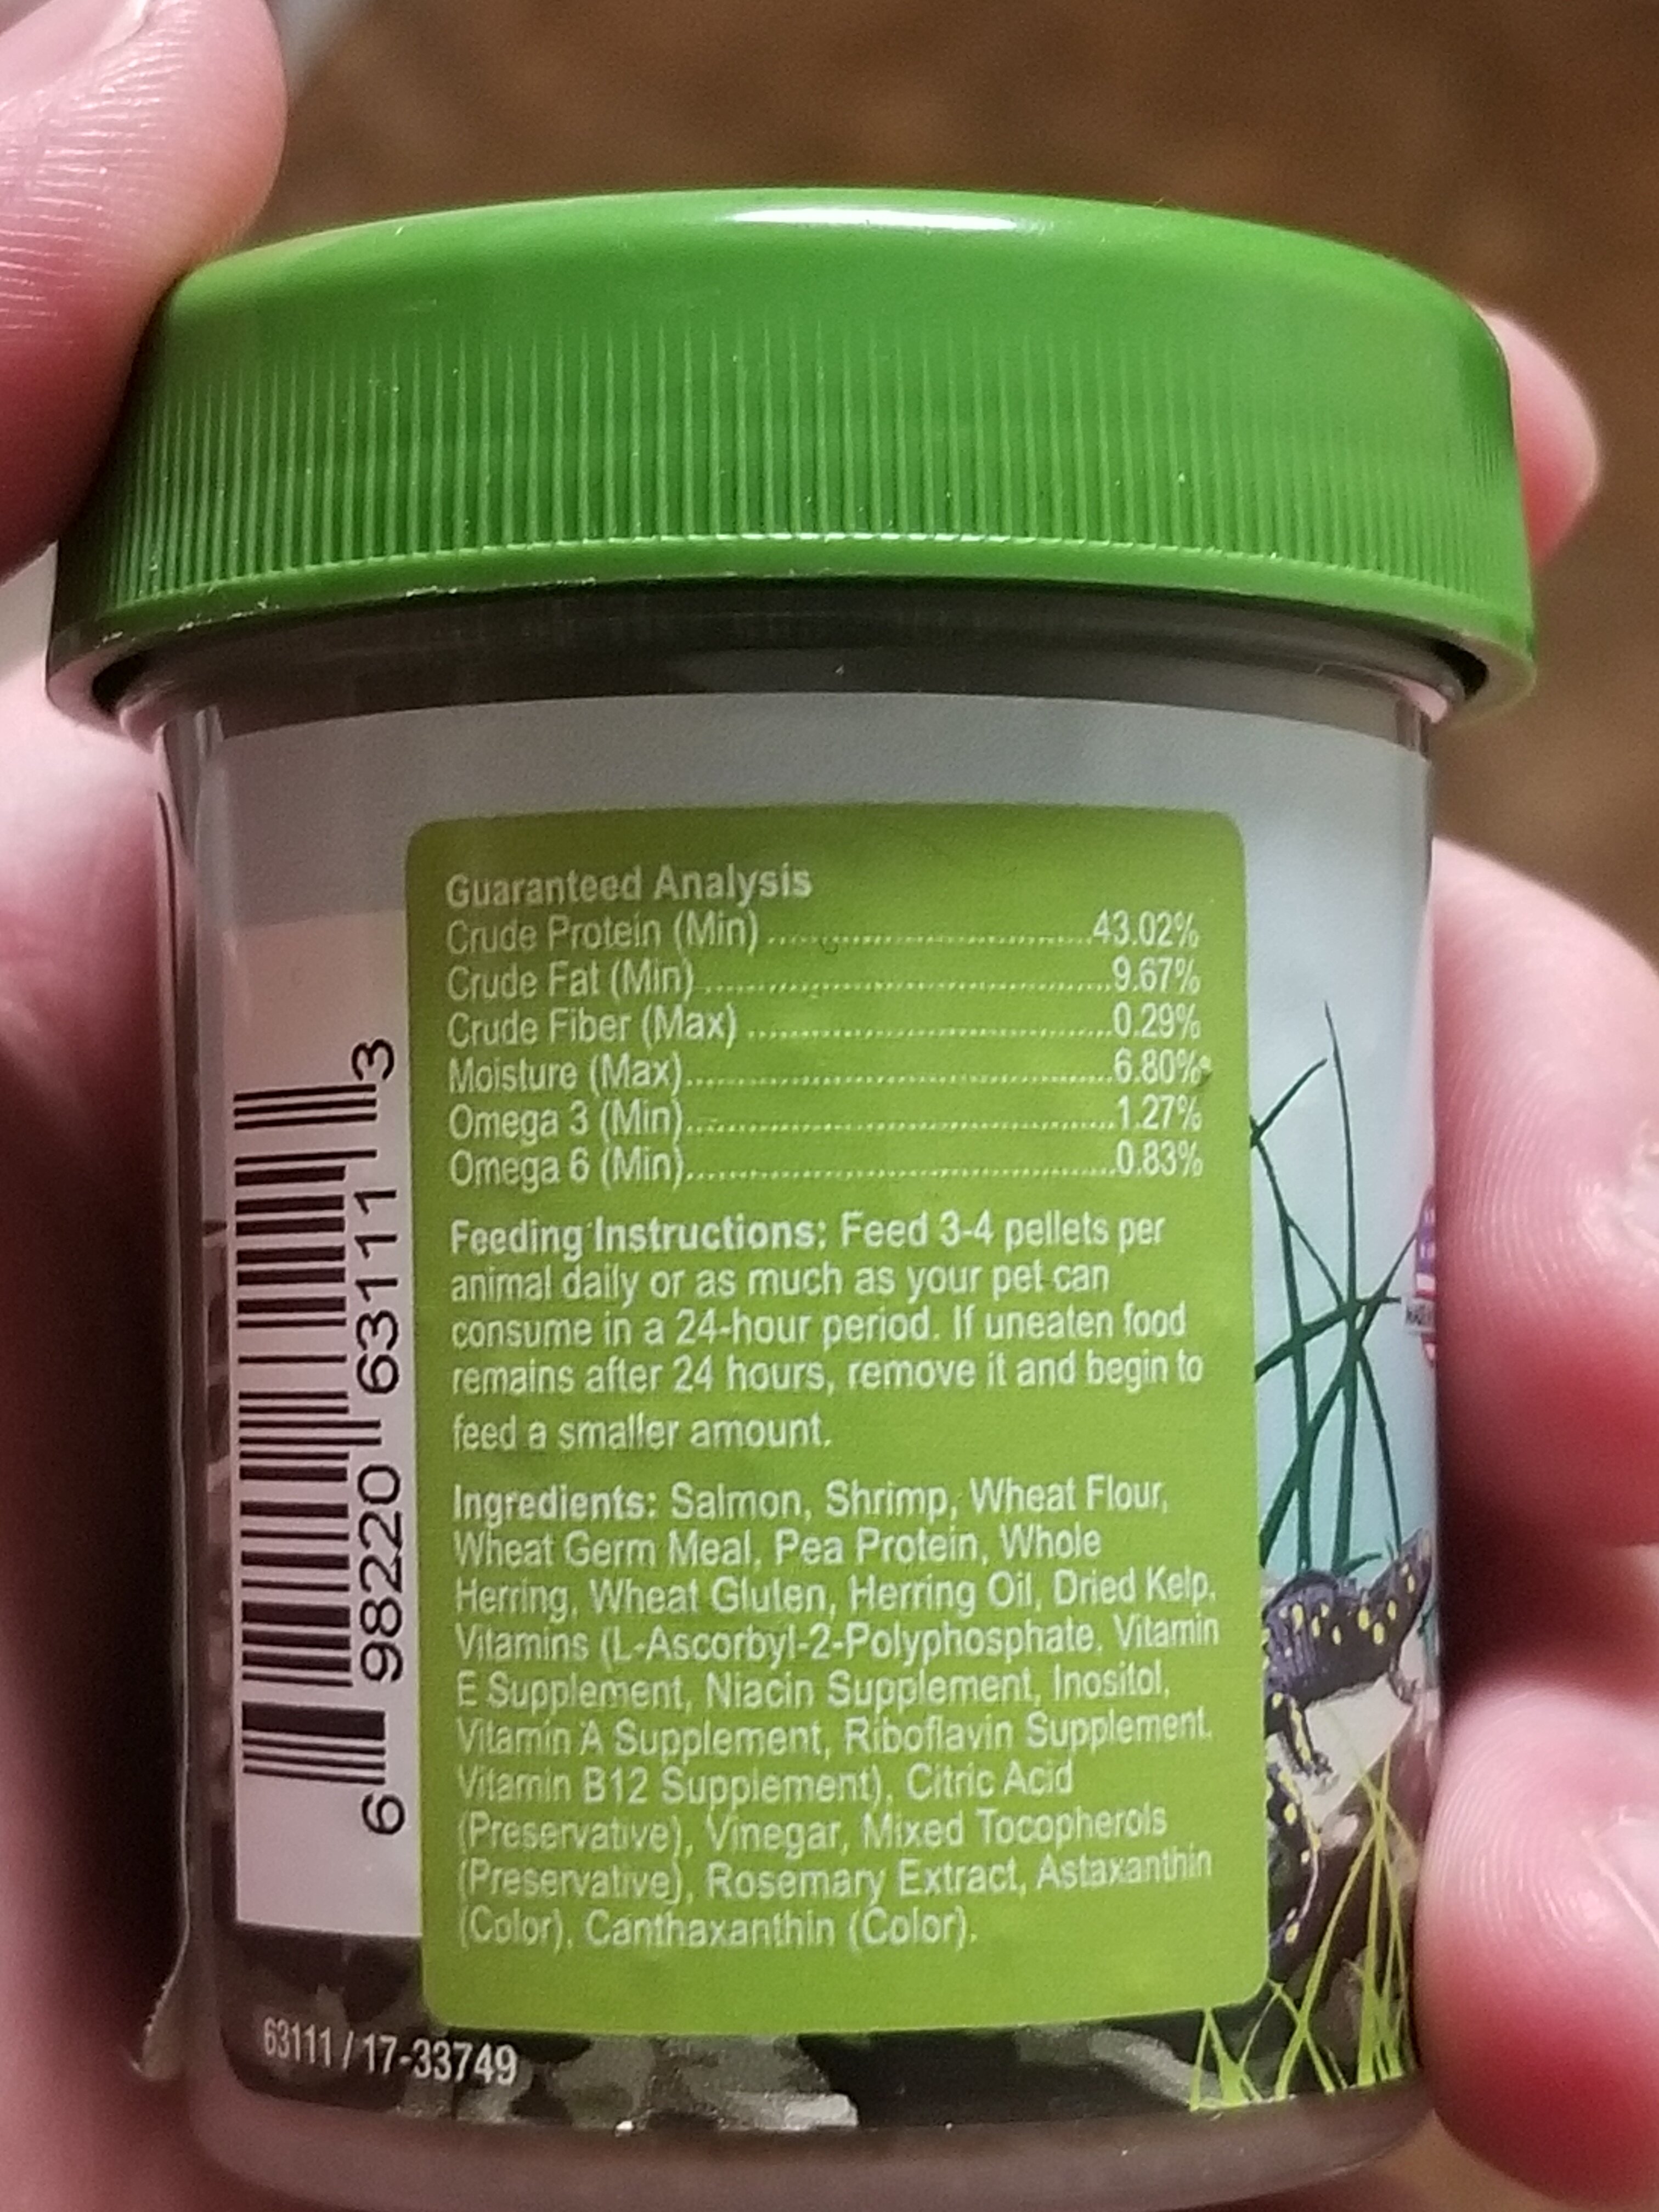 Guaranteed Analysis
Crude Protein (Min) 43.02%
Crude Fat (Min) 9.67%
Crude Fiber (Max) 0.29%
Moisture (Max) 6.80%
Omega 3 (Min) 1.27%
Omega 6 (Min) 0.83%
Feeding Instructions: Feed 3-4 pellets per
animal daily or as much as your pet can
consume in a 24-hour period. If uneaten food
remains after 24 hours, remove it and begin to
feed a smaller amount.
Ingredients: Salmon, Shrimp, Wheat Flour,
Wheat Germ Meal, Pea Protein, Whole
Herring, Wheat Gluten, Herring Oil, Dried Kelp,
Vitamins (L-Ascorbyl-2-Polyphosphate, Vitamin
E Supplement, Niacin Supplement, Inositol,
Vitamin A Supplement, Riboflavin Supplement,
Vitamin B12 Supplement), Citric Acid
(Preservative), Vinegar, Mixed Tocopherols
(Preservative), Rosemary Extract, Astaxanthin
(Color), Canthaxanthin (Color).
6 98220 63111 3
63111 / 17-33749